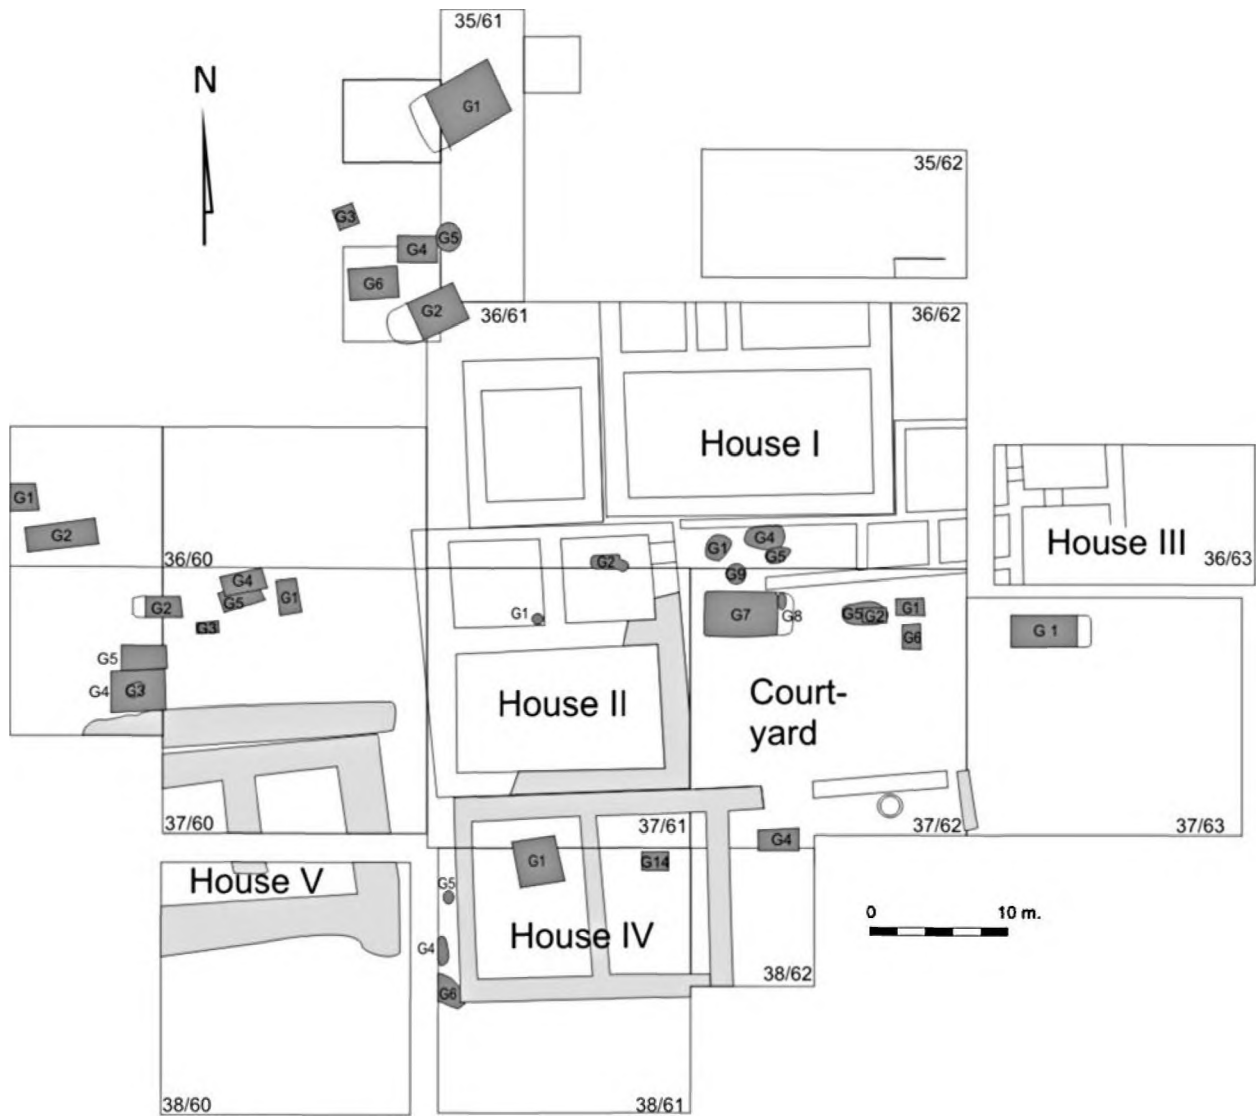 35/61
N
G1
35/62
G3
G5
G4
G6
G2
36/61
36/62
House I
G1
G2
36/60
G1
G4
G5
G2
G9
House III
36/63
G4
G5
G1
G2
G3
G1
G7
G8
G5
G2
G1
G6
G 1
G5
G4
G3
House II
Court-
yard
37/60
37/61
37/62
37/63
G4
G1
G14
House V
G5
0
10 m.
House IV
G4
38/62
G6
38/60
38/61